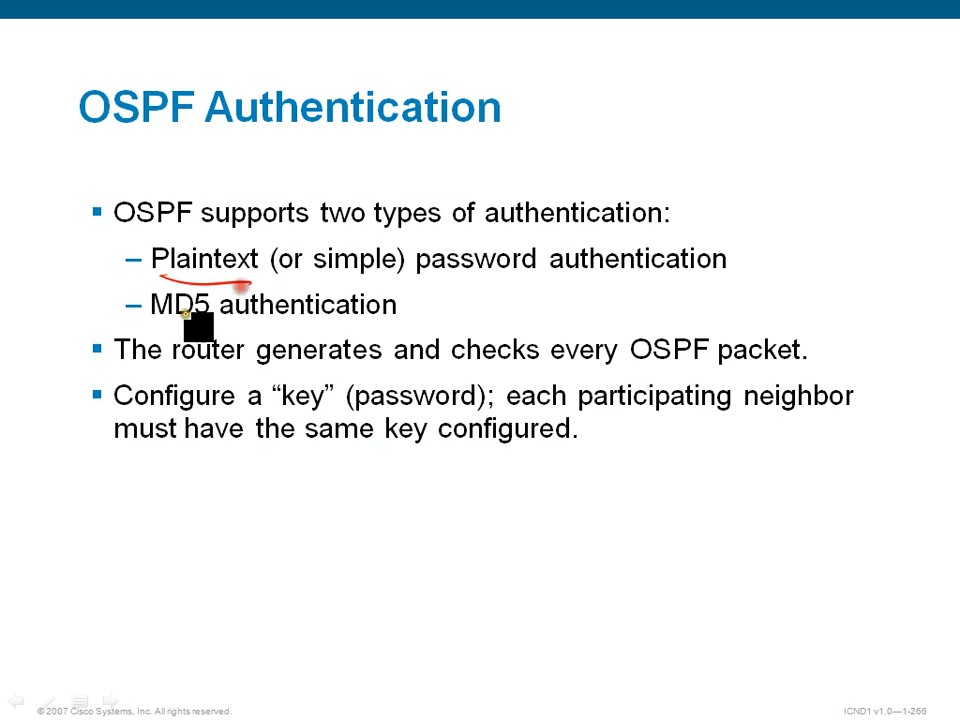 OSPF Authentication
▪ OSPF supports two types of authentication:
– Plaintext (or simple) password authentication
– MD5 authentication
▪ The router generates and checks every OSPF packet.
▪ Configure a “key” (password); each participating neighbor
must have the same key configured.
© 2007 Cisco Systems, Inc. All rights reserved.
ICND1 v1.0—1-266